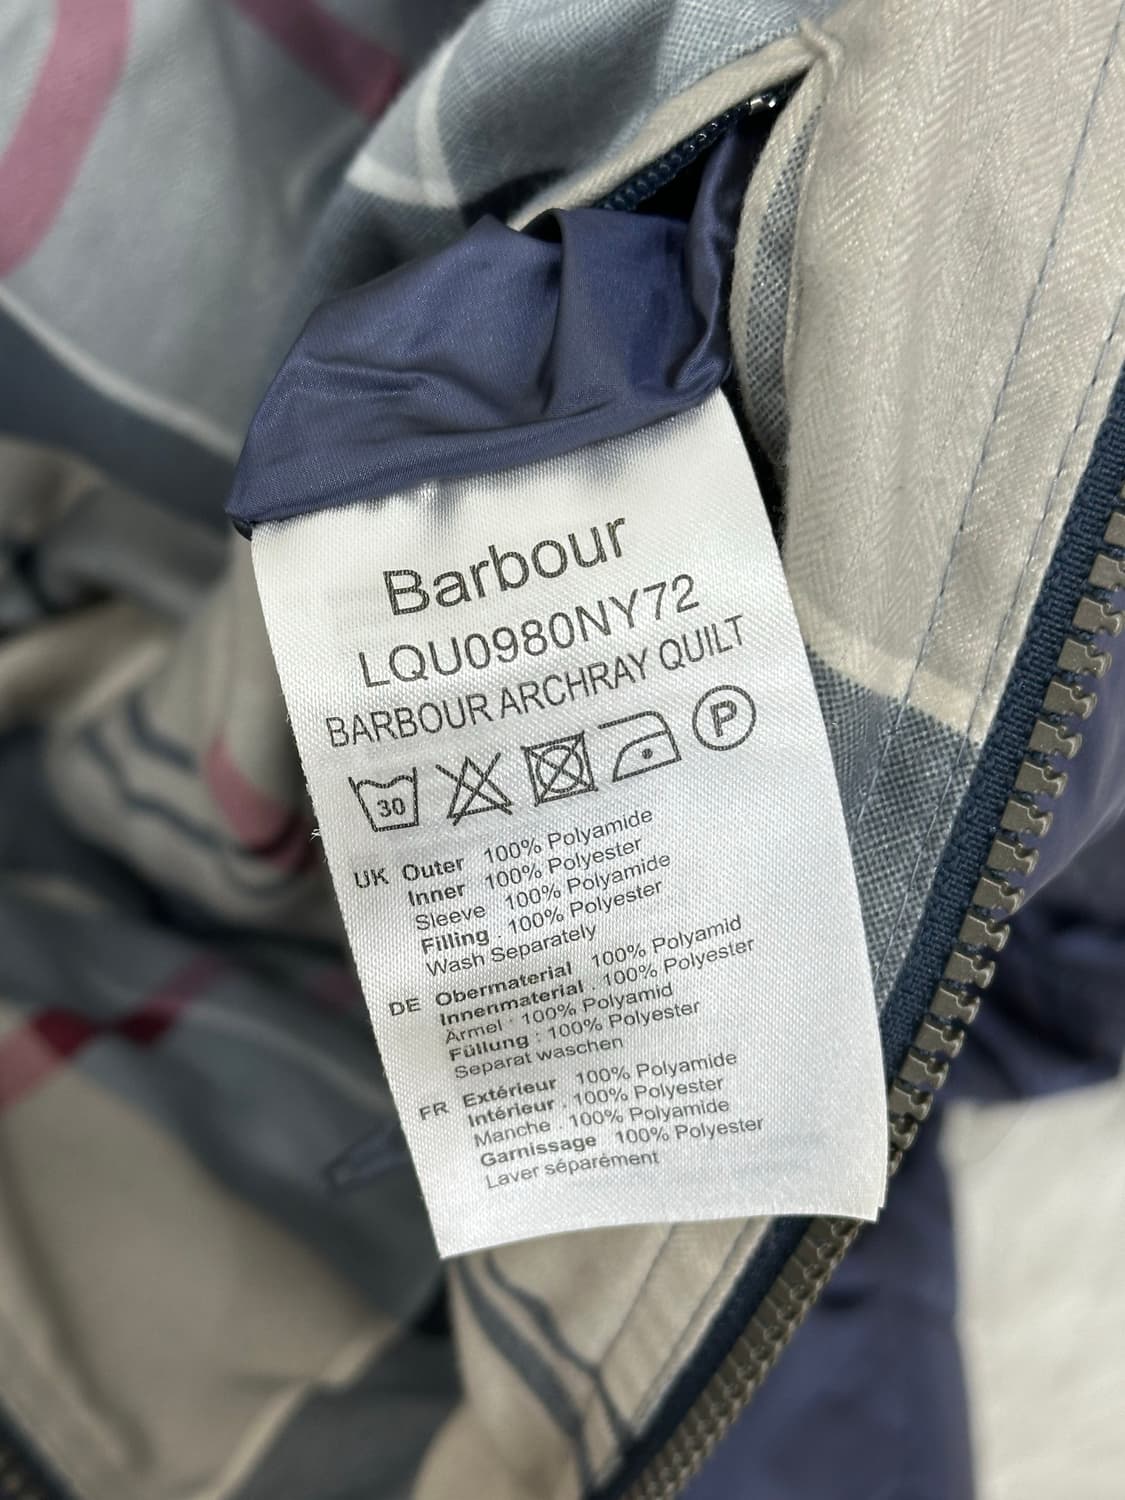 Barbour
LQU0980NY72
BARBOUR ARCHRAY QUILT
30 P
UK Outer 100% Polyamide
Inner 100% Polyester
Sleeve 100% Polyamide
Filling : 100% Polyester
Wash Separately
DE Obermaterial 100% Polyamid
Innenmaterial : 100% Polyester
Ärmel : 100% Polyamid
Füllung : 100% Polyester
Separat waschen
FR Extérieur 100% Polyamide
Intérieur : 100% Polyester
Manche : 100% Polyamide
Garnissage 100% Polyester
Laver séparément